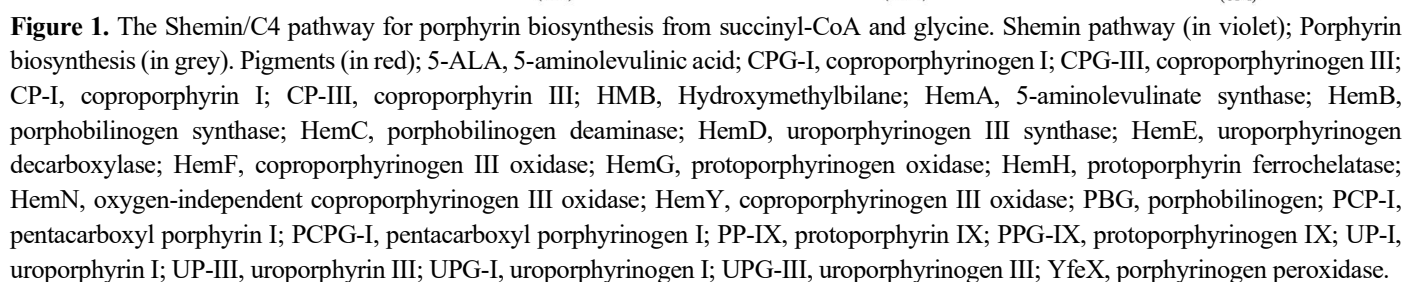 Figure 1. The Shemin/C4 pathway for porphyrin biosynthesis from succinyl-CoA and glycine. Shemin pathway (in violet); Porphyrin
biosynthesis (in grey). Pigments (in red); 5-ALA, 5-aminolevulinic acid; CPG-I, coproporphyrinogen I; CPG-III, coproporphyrinogen III;
CP-I, coproporphyrin I; CP-III, coproporphyrin III; HMB, Hydroxymethylbilane; HemA, 5-aminolevulinate synthase; HemB,
porphobilinogen synthase; HemC, porphobilinogen deaminase; HemD, uroporphyrinogen III synthase; HemE, uroporphyrinogen
decarboxylase; HemF, coproporphyrinogen III oxidase; HemG, protoporphyrinogen oxidase; HemH, protoporphyrin ferrochelatase;
HemN, oxygen-independent coproporphyrinogen III oxidase; HemY, coproporphyrinogen III oxidase; PBG, porphobilinogen; PCP-I,
pentacarboxyl porphyrin I; PCPG-I, pentacarboxyl porphyrinogen I; PP-IX, protoporphyrin IX; PPG-IX, protoporphyrinogen IX; UP-I,
uroporphyrin I; UP-III, uroporphyrin III; UPG-I, uroporphyrinogen I; UPG-III, uroporphyrinogen III; YfeX, porphyrinogen peroxidase.